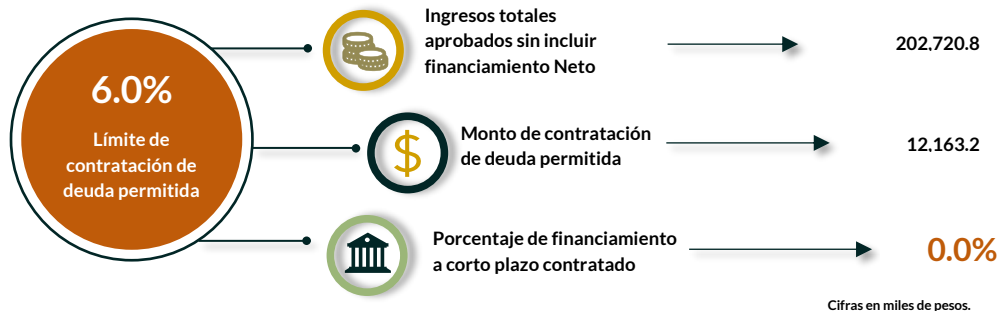 6.0%
Límite de
contratación de
deuda permitida
Ingresos totales
aprobados sin incluir
financiamiento Neto
202,720.8
$
Monto de contratación
de deuda permitida
12,163.2
Porcentaje de financiamiento
a corto plazo contratado
0.0%
Cifras en miles de pesos.